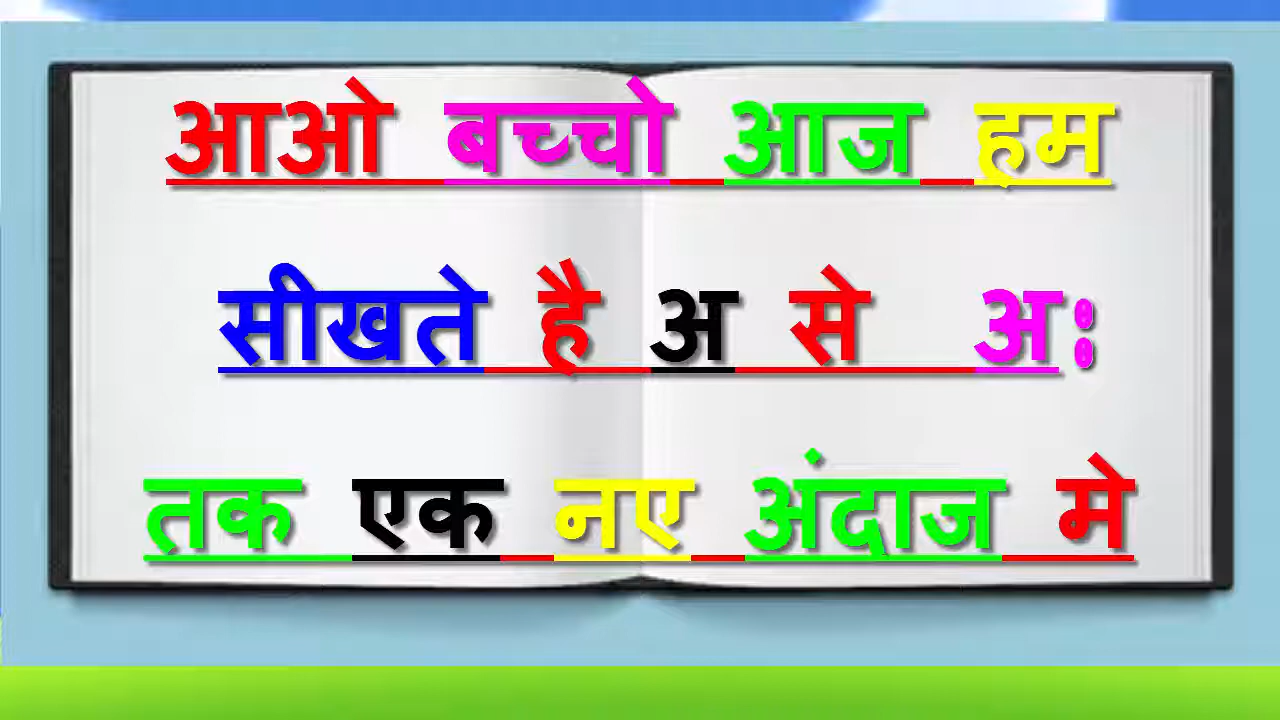 आओ बच्चो आज हम
सीखते है अ से अः
तक एक नए अंदाज मे